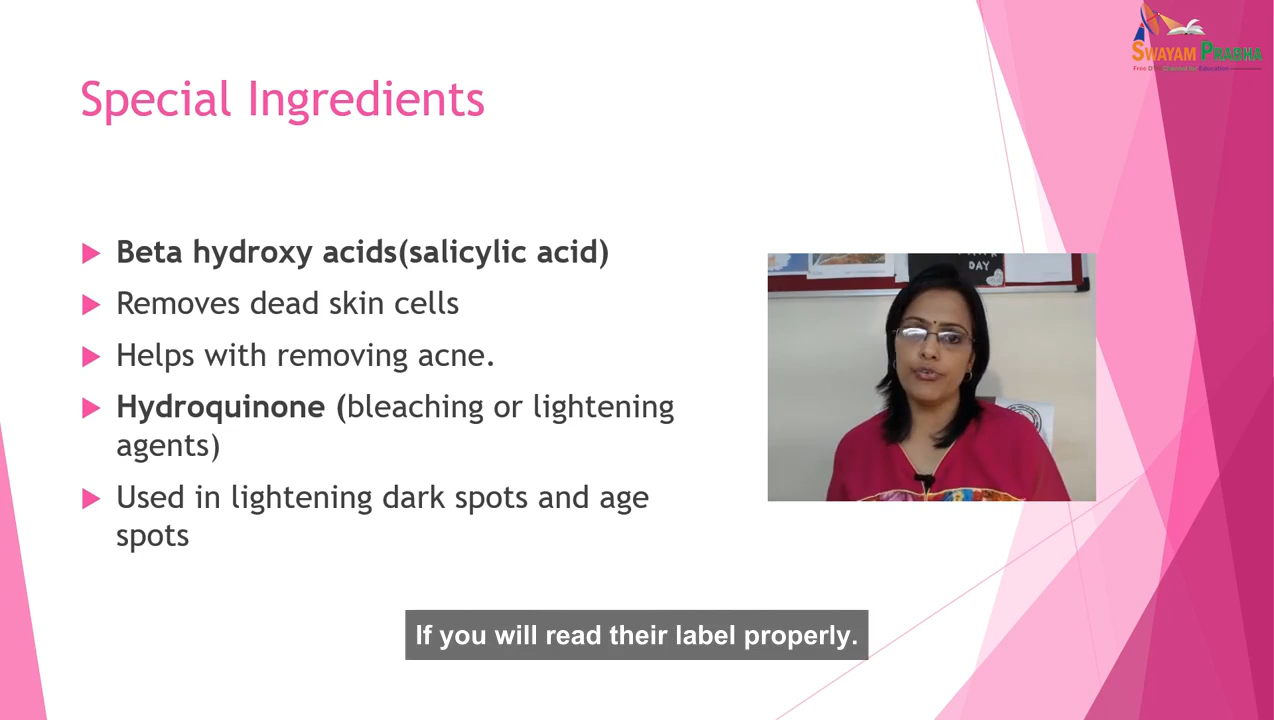 SWAYAM PRABHA
Special Ingredients
Beta hydroxy acids(salicylic acid)
Removes dead skin cells
Helps with removing acne.
Hydroquinone (bleaching or lightening
agents)
Used in lightening dark spots and age
spots
DAY
If you will read their label properly.